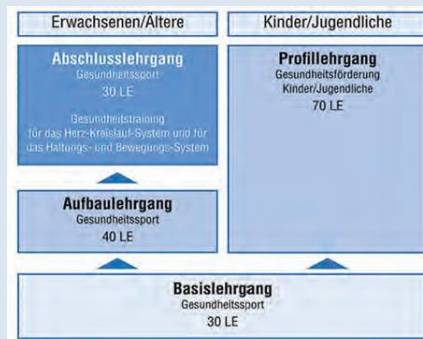 Erwachsenen/Ältere
Kinder/Jugendliche
Abschlusslehrgang
Gesundheitssport
30 LE
Gesundheitstraining
für das Herz-Kreislauf-System und für
das Haltungs- und Bewegungs-System
Profillehrgang
Gesundheitsförderung
Kinder/Jugendliche
70 LE
Aufbaulehrgang
Gesundheitssport
40 LE
Basislehrgang
Gesundheitssport
30 LE